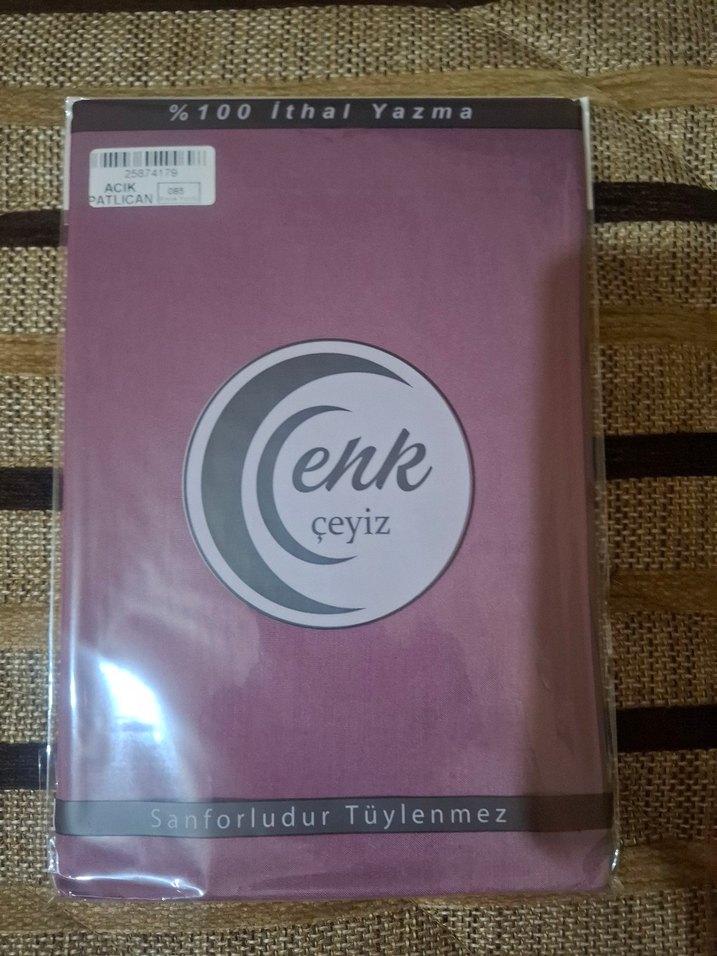 %100 İthal Yazma
25874179
ACIK
PATLICAN
085
Cenk
çeyiz
Sanforludur Tüylenmez